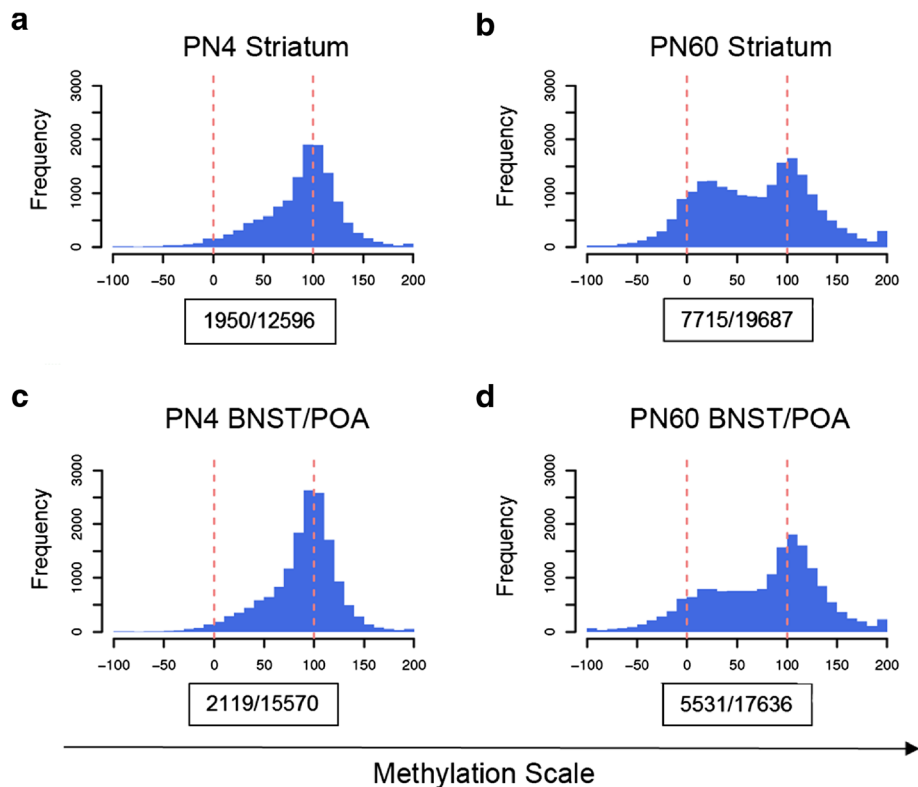 a
PN4 Striatum
Frequency
3000
2000
1000
0
−100 −50 0 50 100 150 200
1950/12596
b
PN60 Striatum
Frequency
3000
2000
1000
0
−100 −50 0 50 100 150 200
7715/19687
c
PN4 BNST/POA
Frequency
3000
2000
1000
0
−100 −50 0 50 100 150 200
2119/15570
d
PN60 BNST/POA
Frequency
3000
2000
1000
0
−100 −50 0 50 100 150 200
5531/17636
Methylation Scale